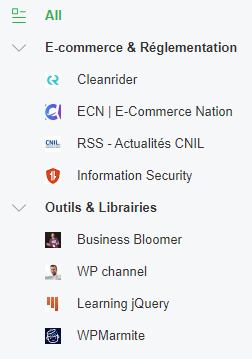 All
E-commerce & Réglementation
Cleanrider
ECN | E-Commerce Nation
CNIL. RSS - Actualités CNIL
Information Security
Outils & Librairies
Business Bloomer
WP channel
Learning jQuery
WPMarmite